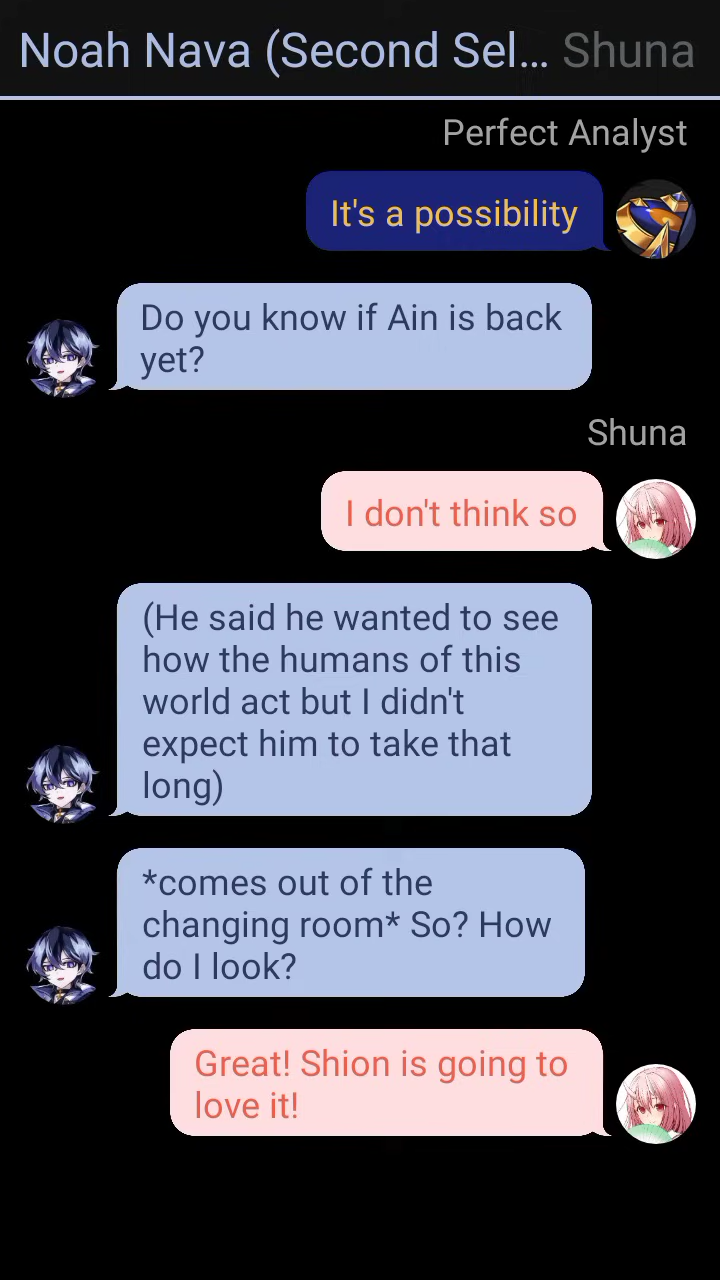 Noah Nava (Second Sel... Shuna
Perfect Analyst
It's a possibility
Do you know if Ain is back
yet?
Shuna
I don't think so
(He said he wanted to see
how the humans of this
world act but I didn't
expect him to take that
long)
*comes out of the
changing room* So? How
do I look?
Great! Shion is going to
love it!